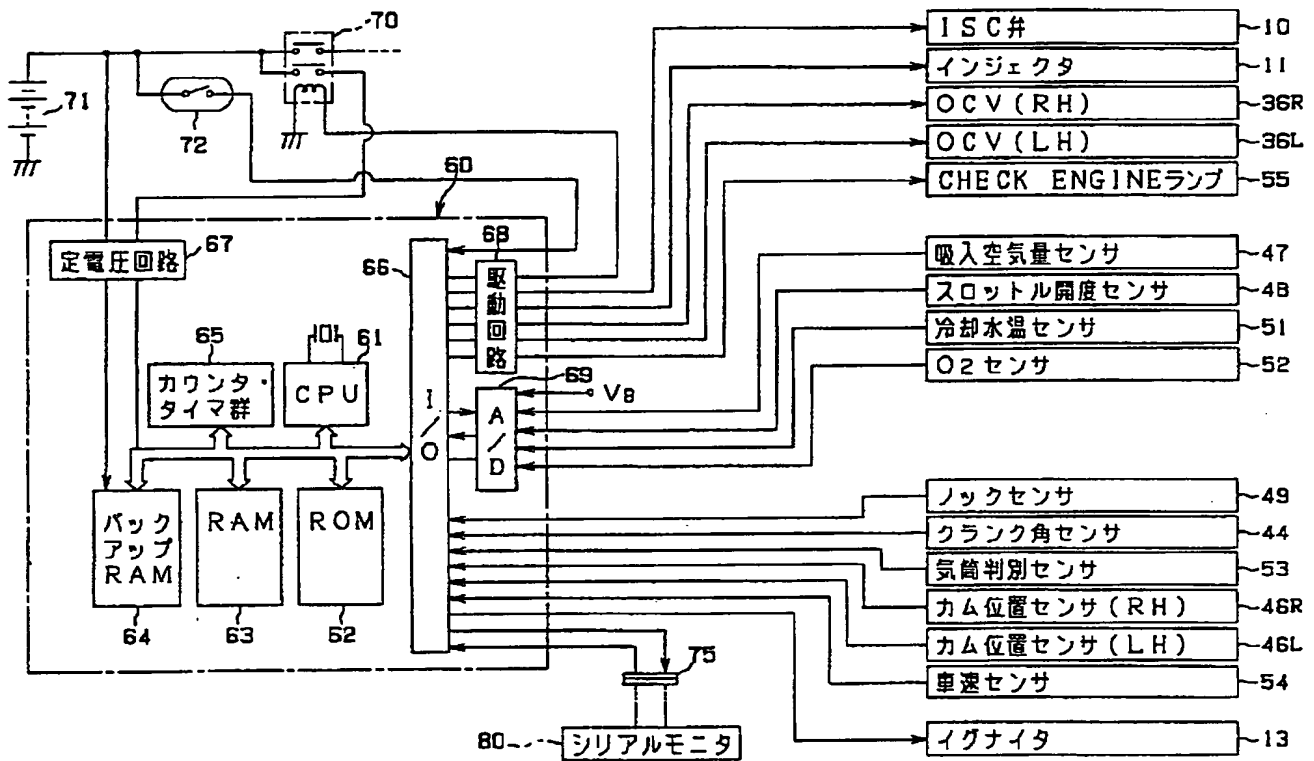 70
71
72
ISC弁
10
インジェクタ
11
OCV(RH)
36R
OCV(LH)
36L
CHECK ENGINEランプ
55
60
67
定電圧回路
66
68
駆動回路
吸入空気量センサ
47
スロットル開度センサ
48
冷却水温センサ
51
O2センサ
52
65
カウンタ・
タイマ群
61
CPU
I/O
69
A/D
VB
バック
アップ
RAM
64
RAM
63
ROM
62
ノックセンサ
49
クランク角センサ
44
気筒判別センサ
53
カム位置センサ(RH)
46R
カム位置センサ(LH)
46L
車速センサ
54
イグナイタ
13
75
80
シリアルモニタ